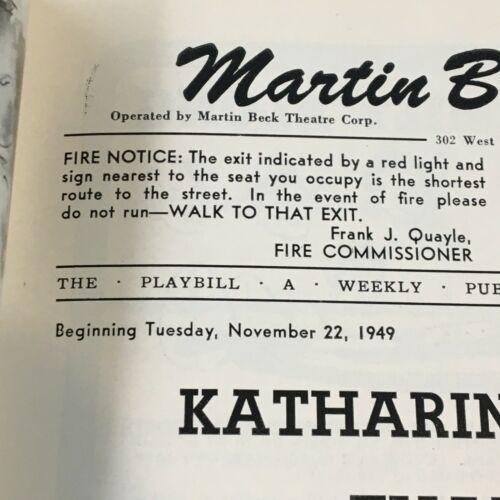 Martin B
Operated by Martin Beck Theatre Corp.
302 West
FIRE NOTICE: The exit indicated by a red light and
sign nearest to the seat you occupy is the shortest
route to the street. In the event of fire please
do not run—WALK TO THAT EXIT.
Frank J. Quayle,
FIRE COMMISSIONER
THE · PLAYBILL · A · WEEKLY · PUB
Beginning Tuesday, November 22, 1949
KATHARIN